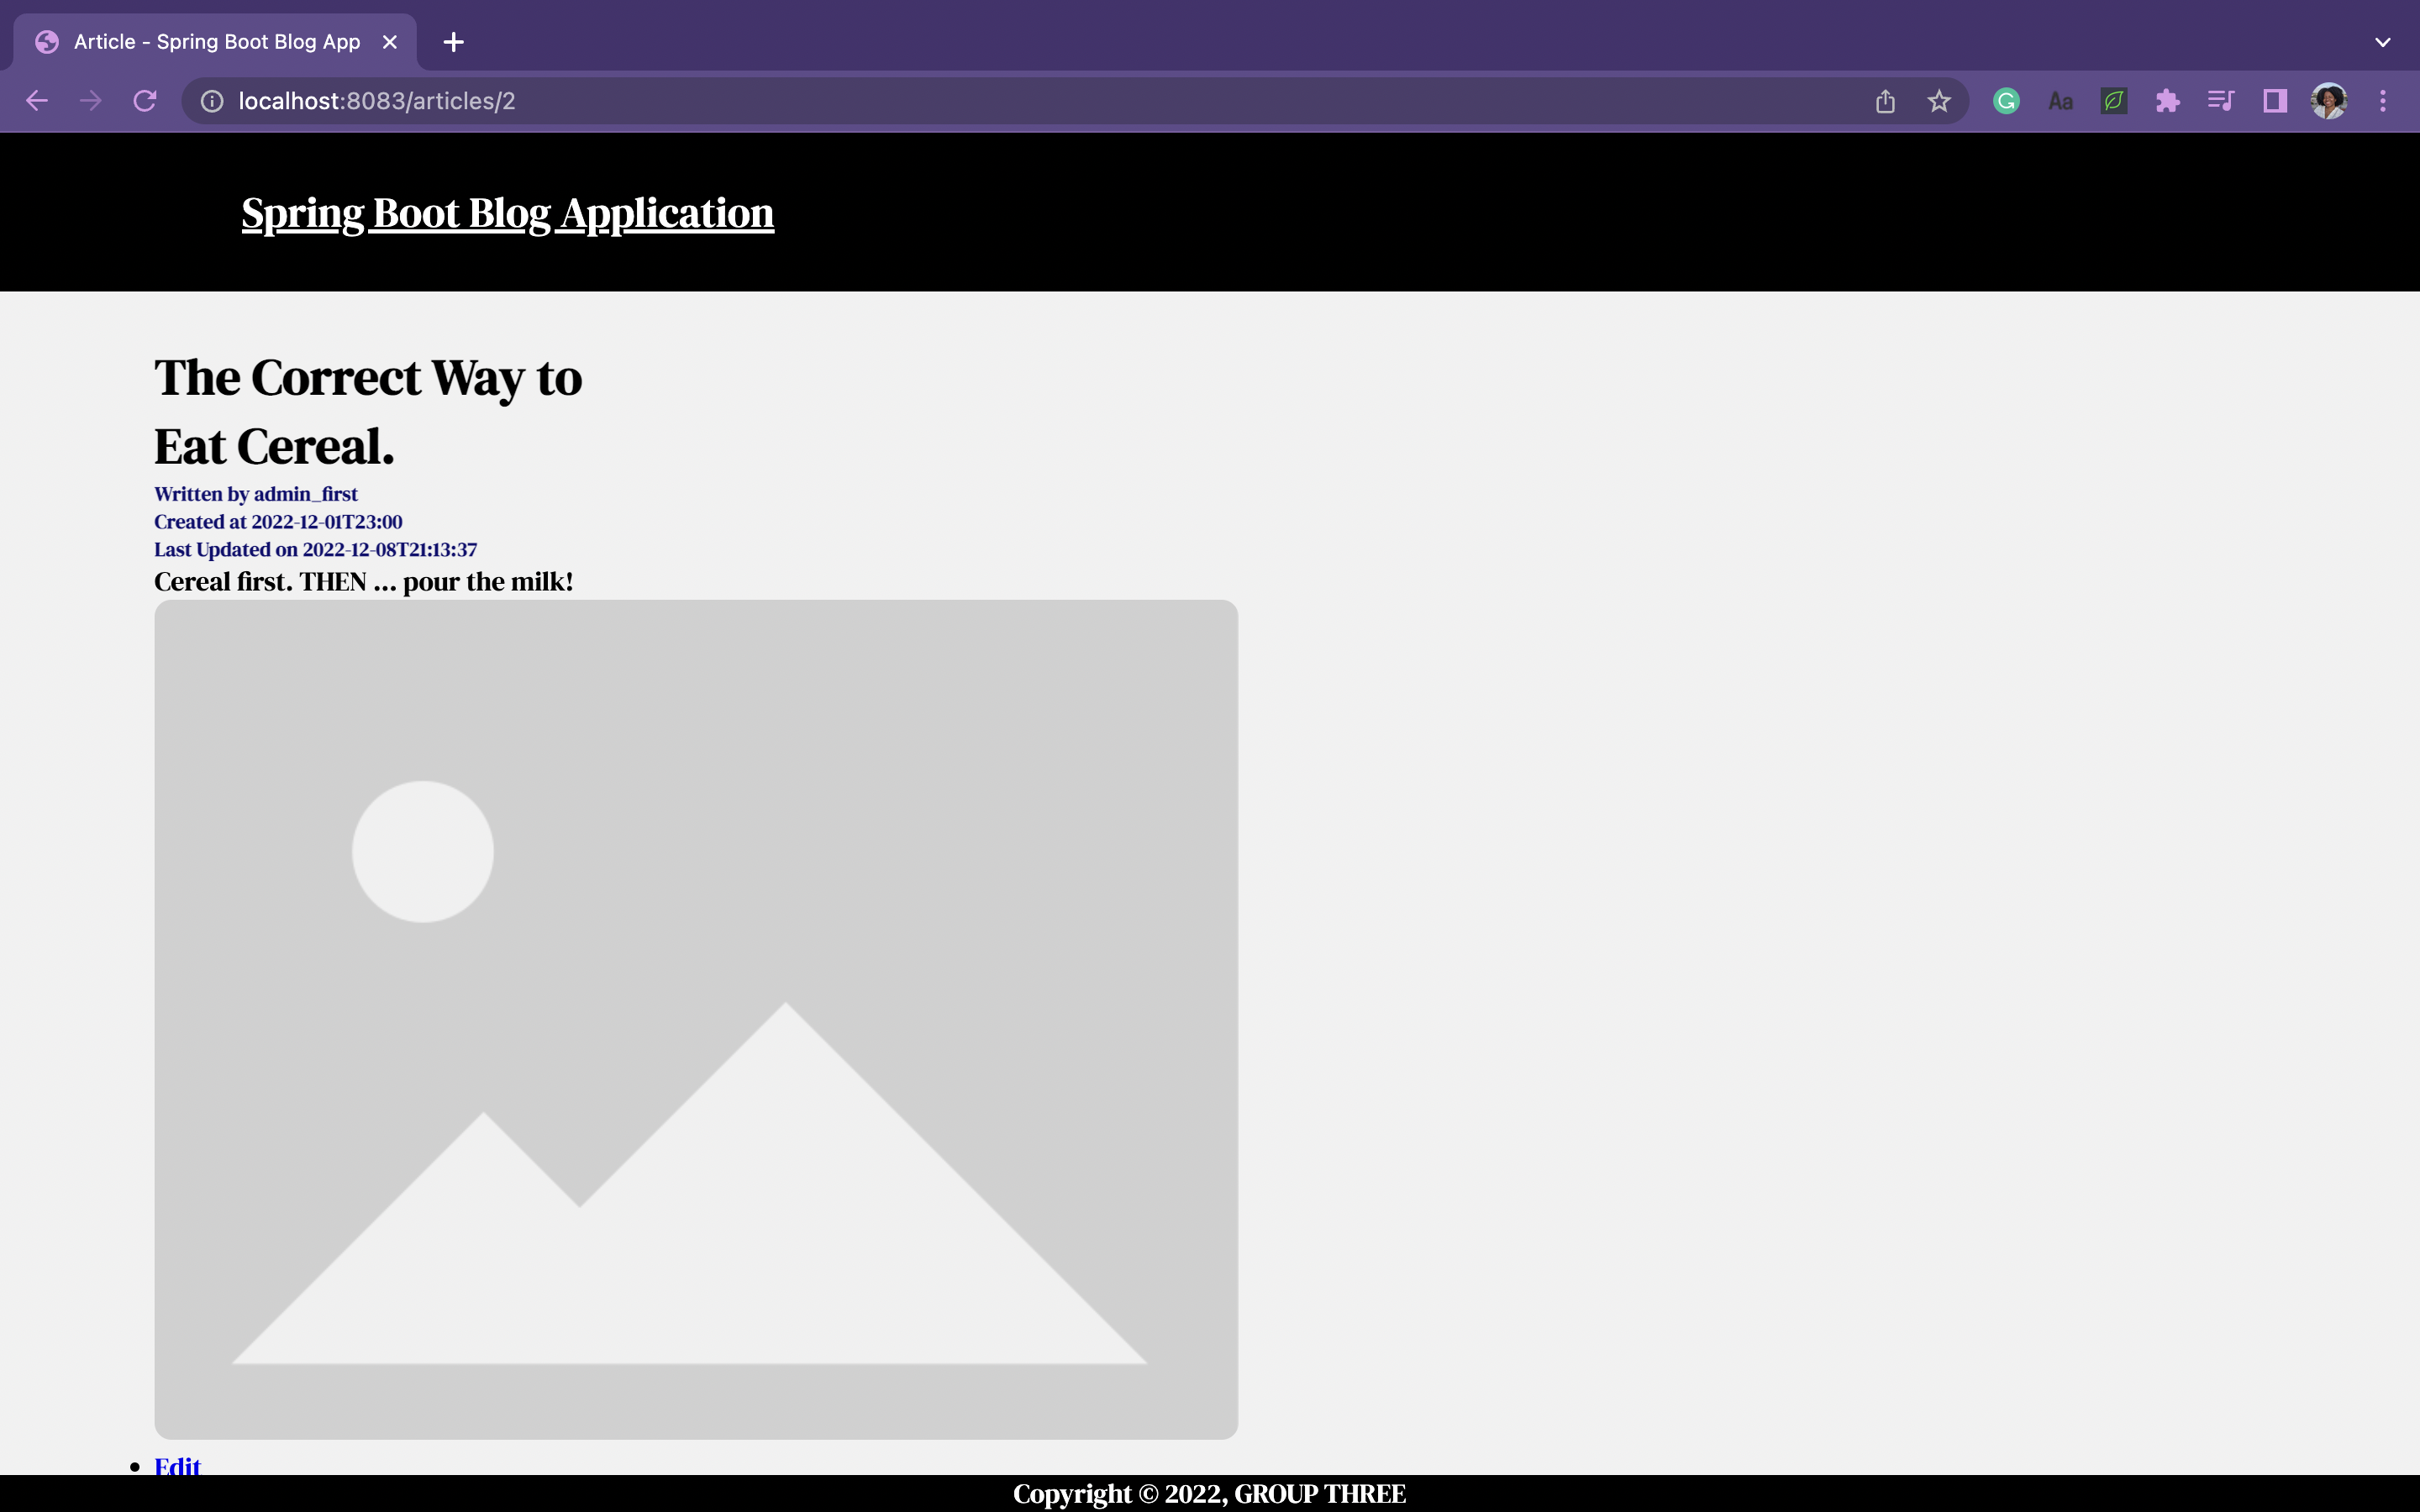 Article - Spring Boot Blog App
localhost:8083/articles/2
Aa
Spring Boot Blog Application
The Correct Way to
Eat Cereal.
Written by admin_first
Created at 2022-12-01T23:00
Last Updated on 2022-12-08T21:13:37
Cereal first. THEN ... pour the milk!
Edit
Copyright © 2022, GROUP THREE